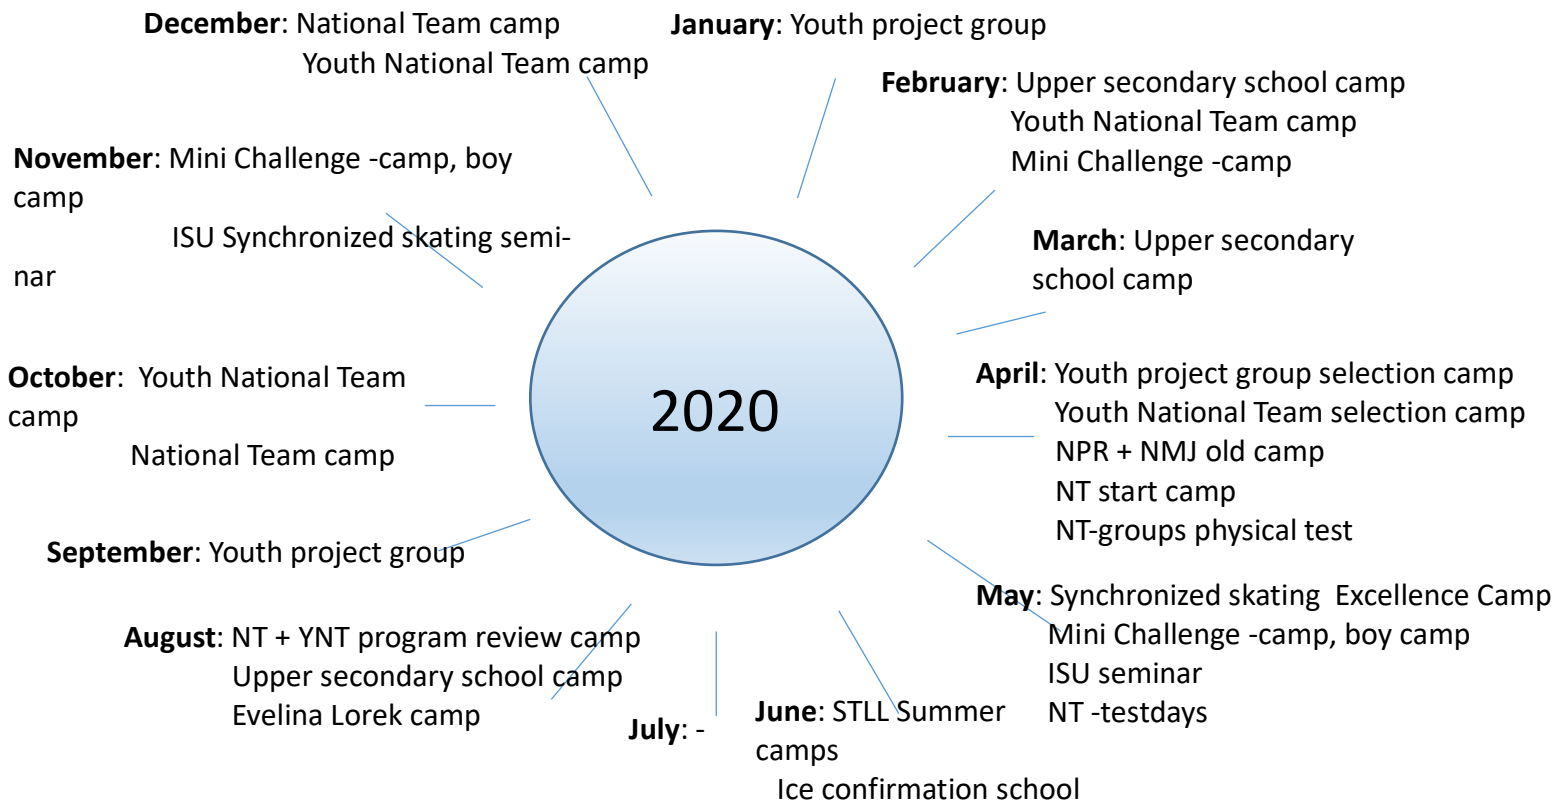 December: National Team camp
Youth National Team camp
January: Youth project group
February: Upper secondary school camp
Youth National Team camp
Mini Challenge -camp
March: Upper secondary
school camp
April: Youth project group selection camp
Youth National Team selection camp
NPR + NMJ old camp
NT start camp
NT-groups physical test
May: Synchronized skating  Excellence Camp
Mini Challenge -camp, boy camp
ISU seminar
NT -testdays
June: STLL Summer
camps
Ice confirmation school
July: -
August: NT + YNT program review camp
Upper secondary school camp
Evelina Lorek camp
September: Youth project group
October:  Youth National Team
camp
National Team camp
November: Mini Challenge -camp, boy
camp
ISU Synchronized skating semi-
nar
2020